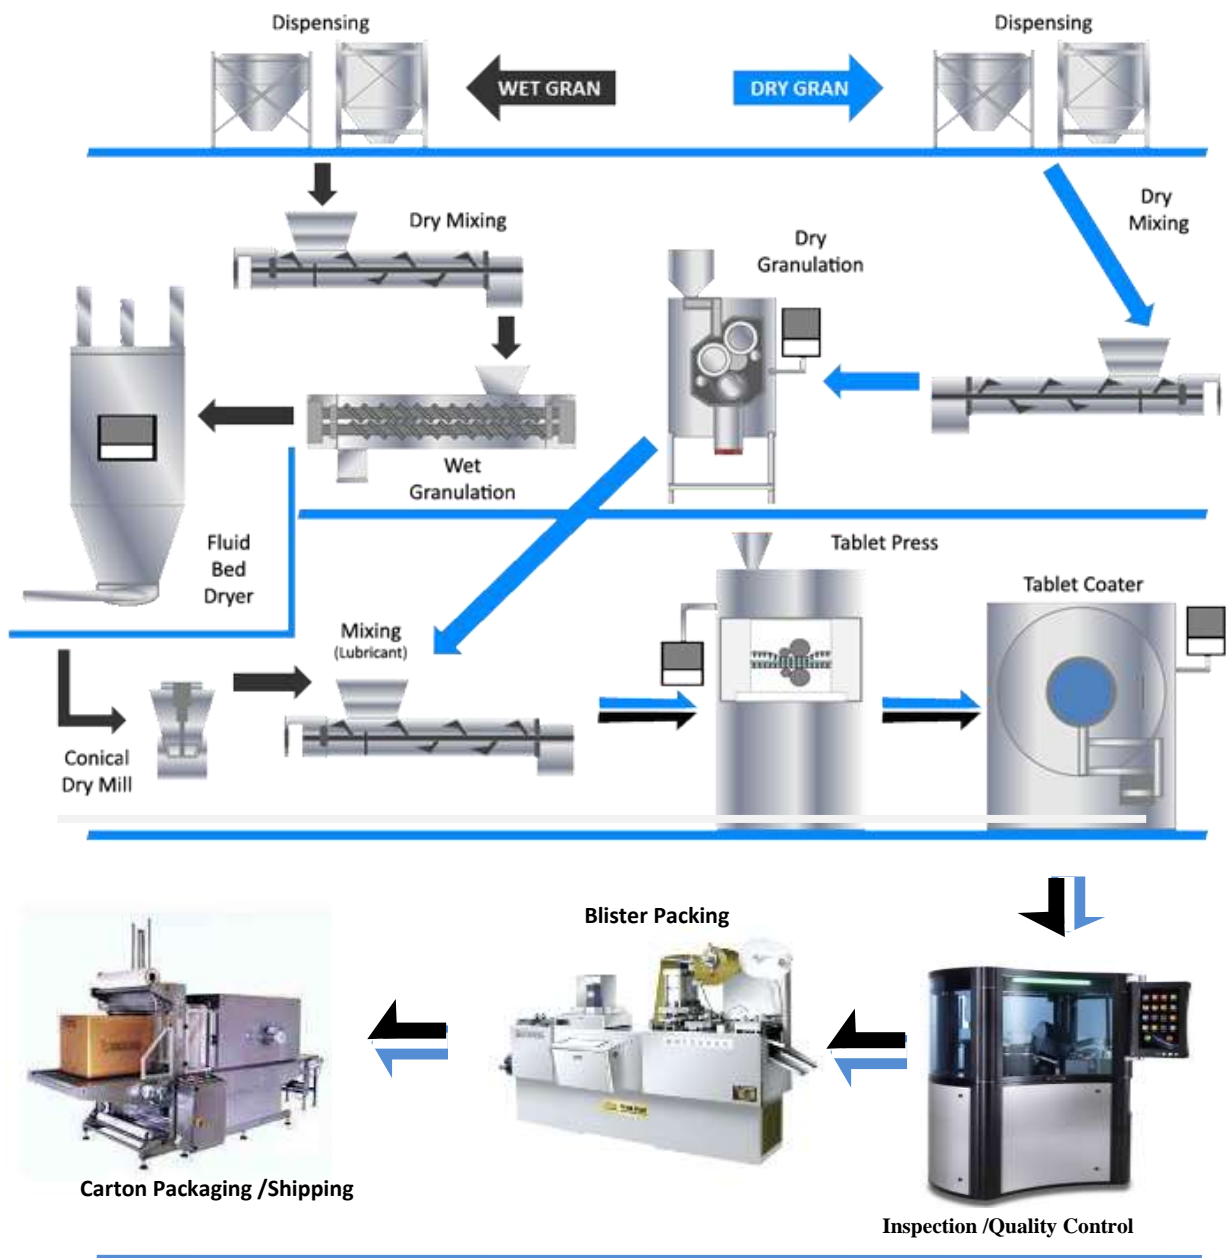 Dispensing
Dispensing
WET GRAN
DRY GRAN
Dry Mixing
Dry
Mixing
Dry
Granulation
Wet
Granulation
Fluid
Bed
Dryer
Tablet Press
Tablet Coater
Mixing
(Lubricant)
Conical
Dry Mill
Blister Packing
Carton Packaging /Shipping
Inspection /Quality Control